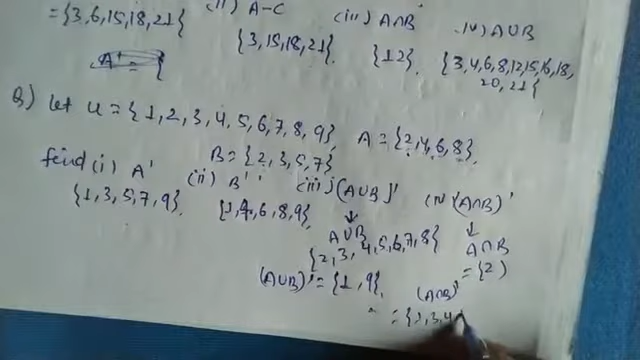 = {3,6,15,18,21} (ii) A-C (iii) A∩B (iv) A∪B
{3,15,18,21}. {12}. {3,4,6,8,12,15,16,18,
20,21}
Q) Let U = {1,2,3,4,5,6,7,8,9}, A = {2,4,6,8},
B = {2,3,5,7}
find (i) A' (ii) B' (iii) (A∪B)' (iv) (A∩B)'
{1,3,5,7,9}. {1,4,6,8,9}. ↓ ↓
A∪B A∩B
{2,3,4,5,6,7,8} = {2}
(A∪B)' = {1,9}. (A∩B)'
= {1,3,4